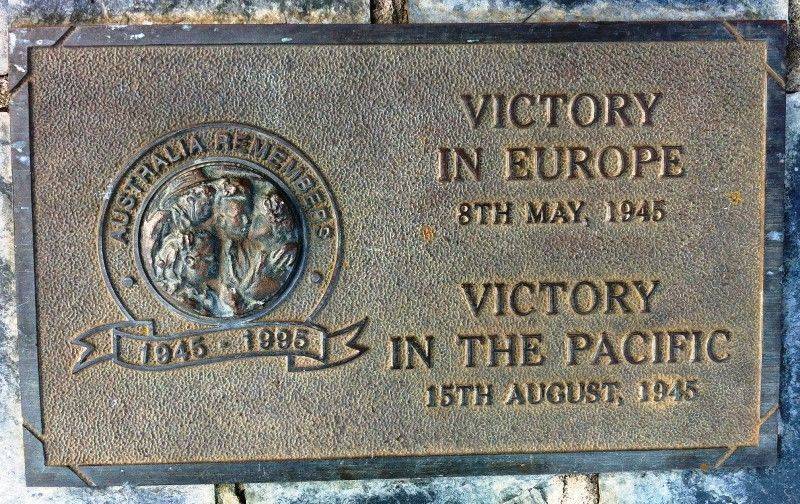 AUSTRALIA REMEMBERS
1945 - 1995
VICTORY
IN EUROPE
8TH MAY, 1945
VICTORY
IN THE PACIFIC
15TH AUGUST, 1945